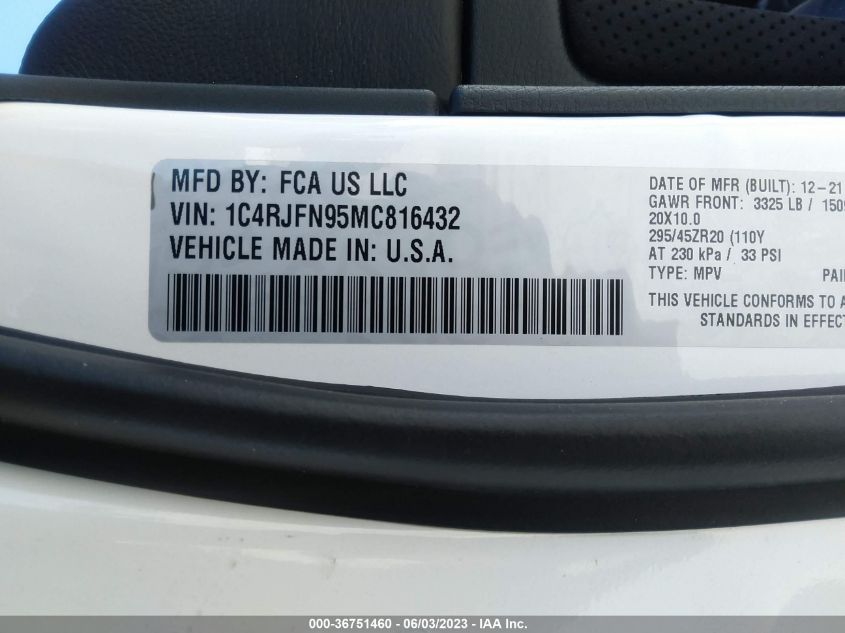 MFD BY: FCA US LLC
VIN: 1C4RJFN95MC816432
VEHICLE MADE IN: U.S.A.
DATE OF MFR (BUILT): 12-21
GAWR FRONT: 3325 LB / 150
20X10.0
295/45ZR20 (110Y
AT 230 kPa / 33 PSI
TYPE: MPV
THIS VEHICLE CONFORMS TO
STANDARDS IN
000-36751460 - 06/03/2023 - IAA Inc.